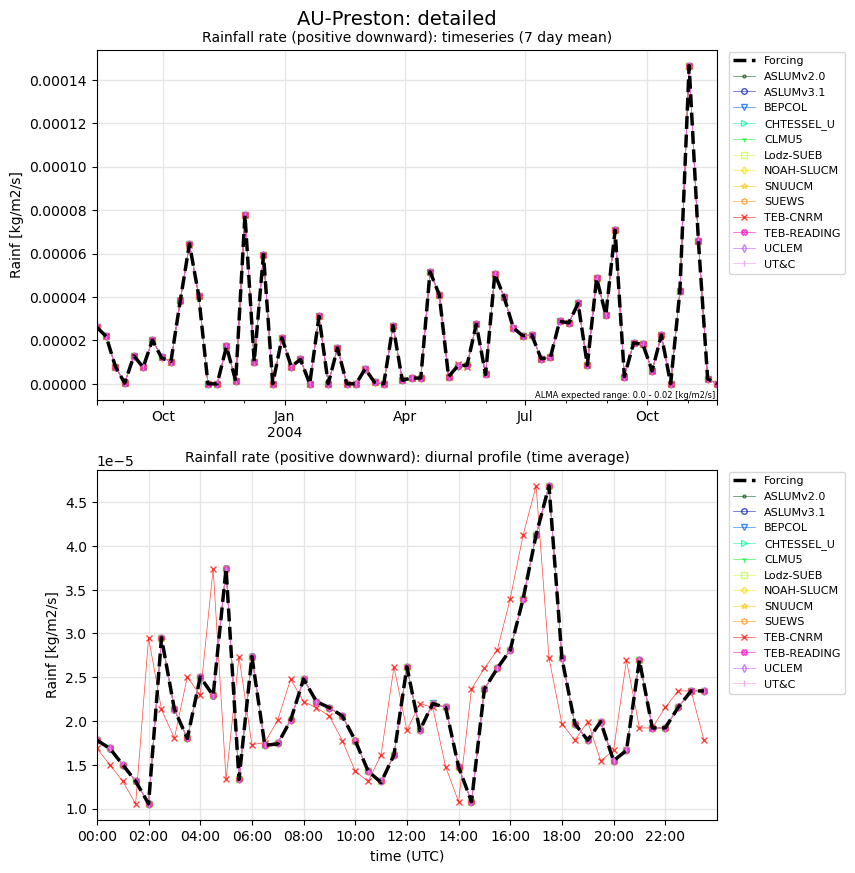 AU-Preston: detailed
Rainfall rate (positive downward): timeseries (7 day mean)
0.00014
0.00012
0.00010
0.00008
0.00006
0.00004
0.00002
0.00000
Rainf [kg/m2/s]
ALMA expected range: 0.0 - 0.02 [kg/m2/s]
Oct
Jan
2004
Apr
Jul
Oct
Forcing
ASLUMv2.0
ASLUMv3.1
BEPCOL
CHTESSEL_U
CLMU5
Lodz-SUEB
NOAH-SLUCM
SNUUCM
SUEWS
TEB-CNRM
TEB-READING
UCLEM
UT&C
1e−5
Rainfall rate (positive downward): diurnal profile (time average)
4.5
4.0
3.5
3.0
2.5
2.0
1.5
1.0
Rainf [kg/m2/s]
00:00
02:00
04:00
06:00
08:00
10:00
12:00
14:00
16:00
18:00
20:00
22:00
time (UTC)
Forcing
ASLUMv2.0
ASLUMv3.1
BEPCOL
CHTESSEL_U
CLMU5
Lodz-SUEB
NOAH-SLUCM
SNUUCM
SUEWS
TEB-CNRM
TEB-READING
UCLEM
UT&C